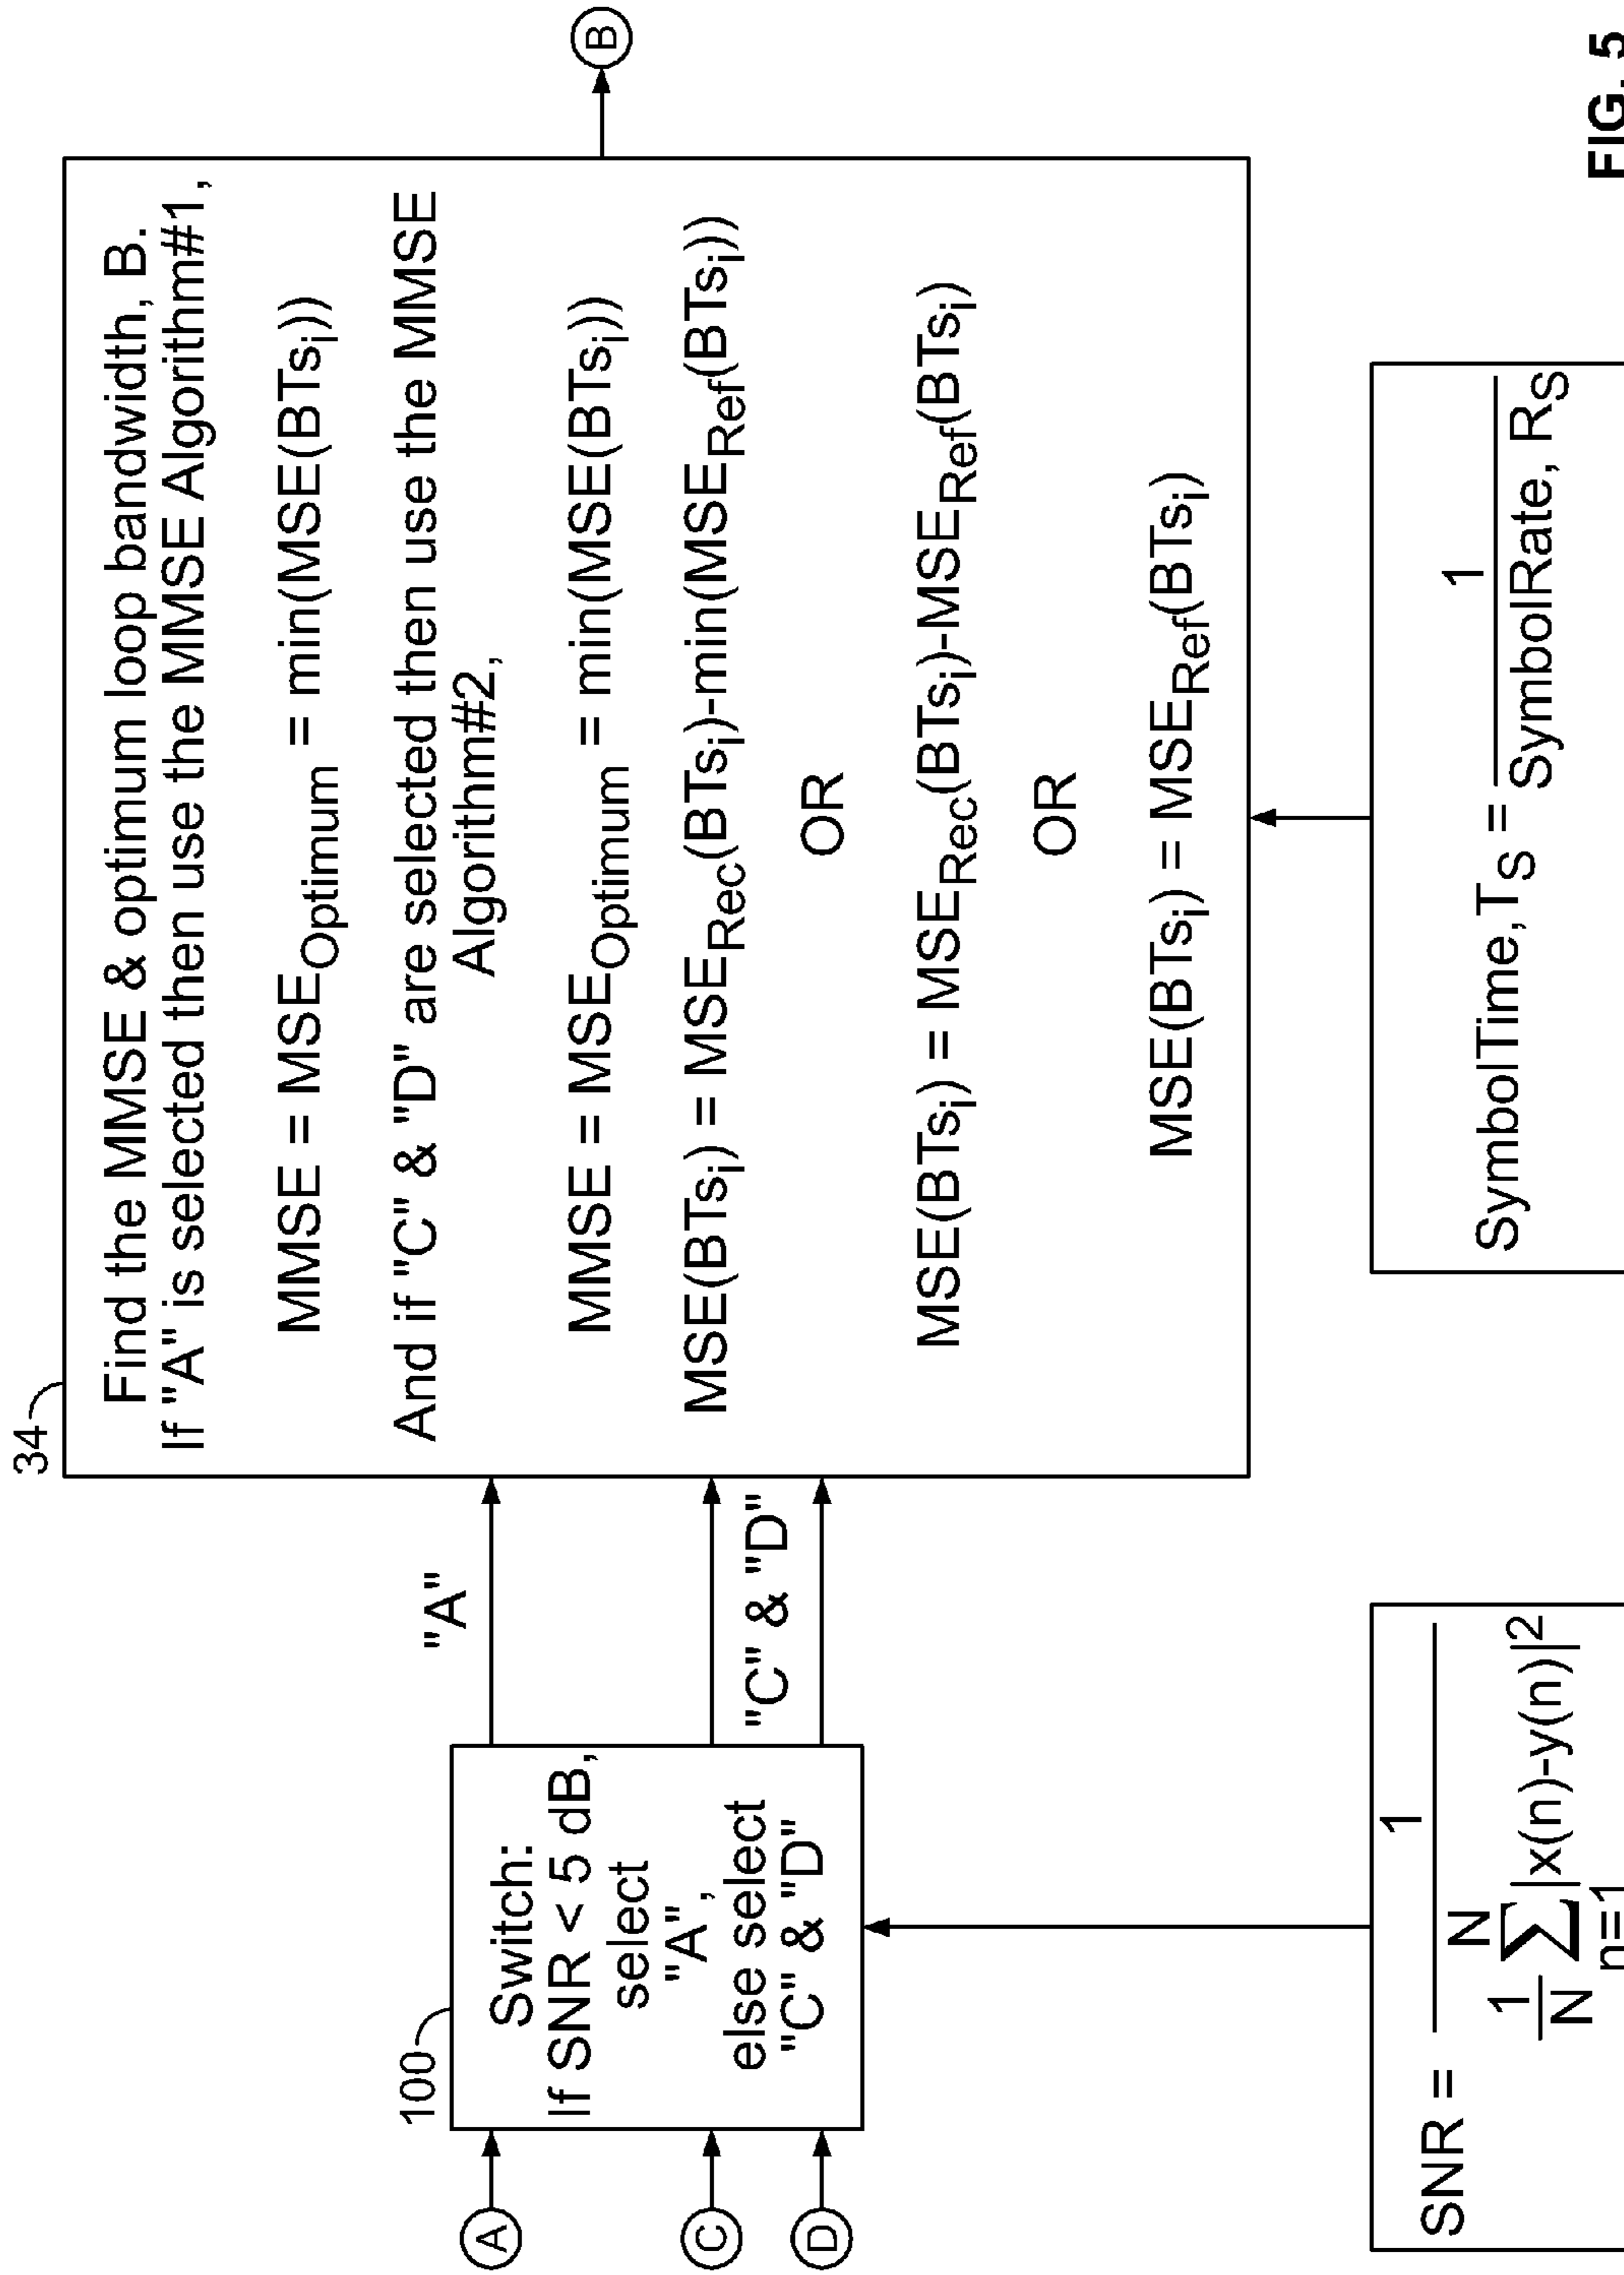 34
Find the MMSE & optimum loop bandwidth, B.
If "A" is selected then use the MMSE Algorithm#1,
MMSE = MSE_Optimum = min(MSE(BTs_i))
And if "C" & "D" are selected then use the MMSE
Algorithm#2,
MMSE = MSE_Optimum = min(MSE(BTs_i))
MSE(BTs_i) = MSE_Rec(BTs_i)-min(MSE_Ref(BTs_i))
OR
MSE(BTs_i) = MSE_Rec(BTs_i)-MSE_Ref(BTs_i)
OR
MSE(BTs_i) = MSE_Ref(BTs_i)
B
100
Switch:
If SNR < 5 dB,
select
"A",
else select
"C" & "D"
A
C
D
"A"
"C" & "D"
SNR = 1 / (1/N N∑n=1 |x(n)-y(n)|²)
SymbolTime, T_S = 1 / SymbolRate, R_S
FIG. 5